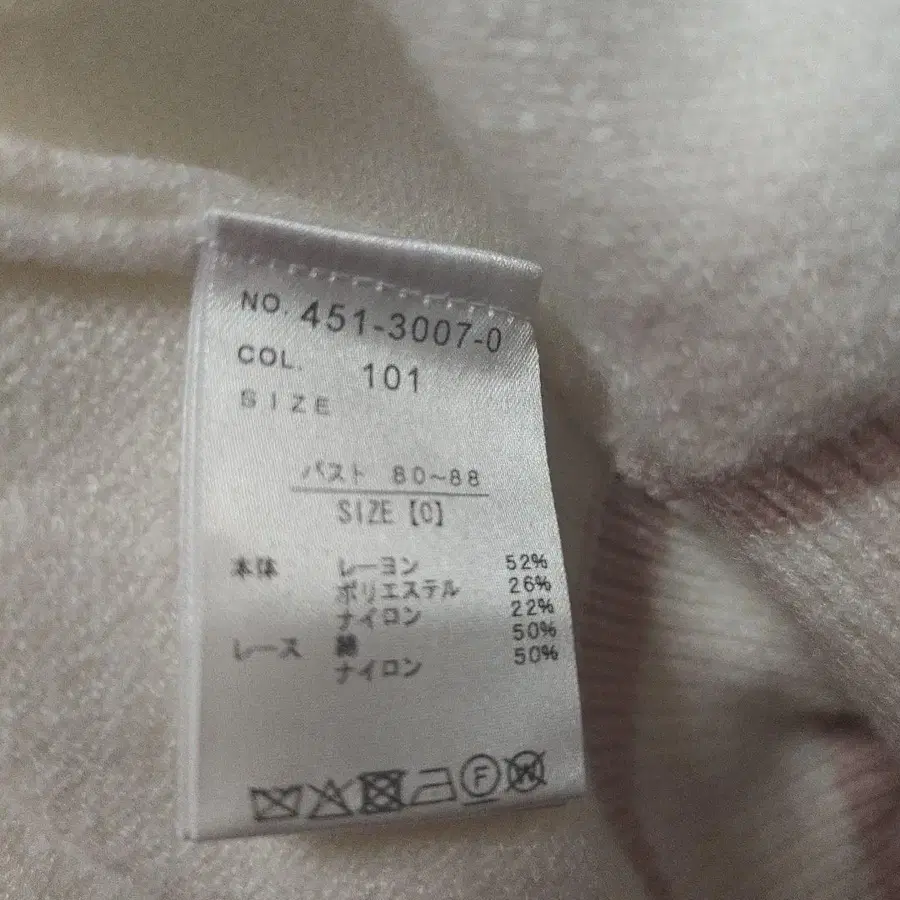 NO. 451-3007-0
COL. 101
SIZE
バスト 80~88
SIZE【0】
本体 レーヨン 52%
ポリエステル 26%
ナイロン 22%
レース 綿 50%
ナイロン 50%
F W